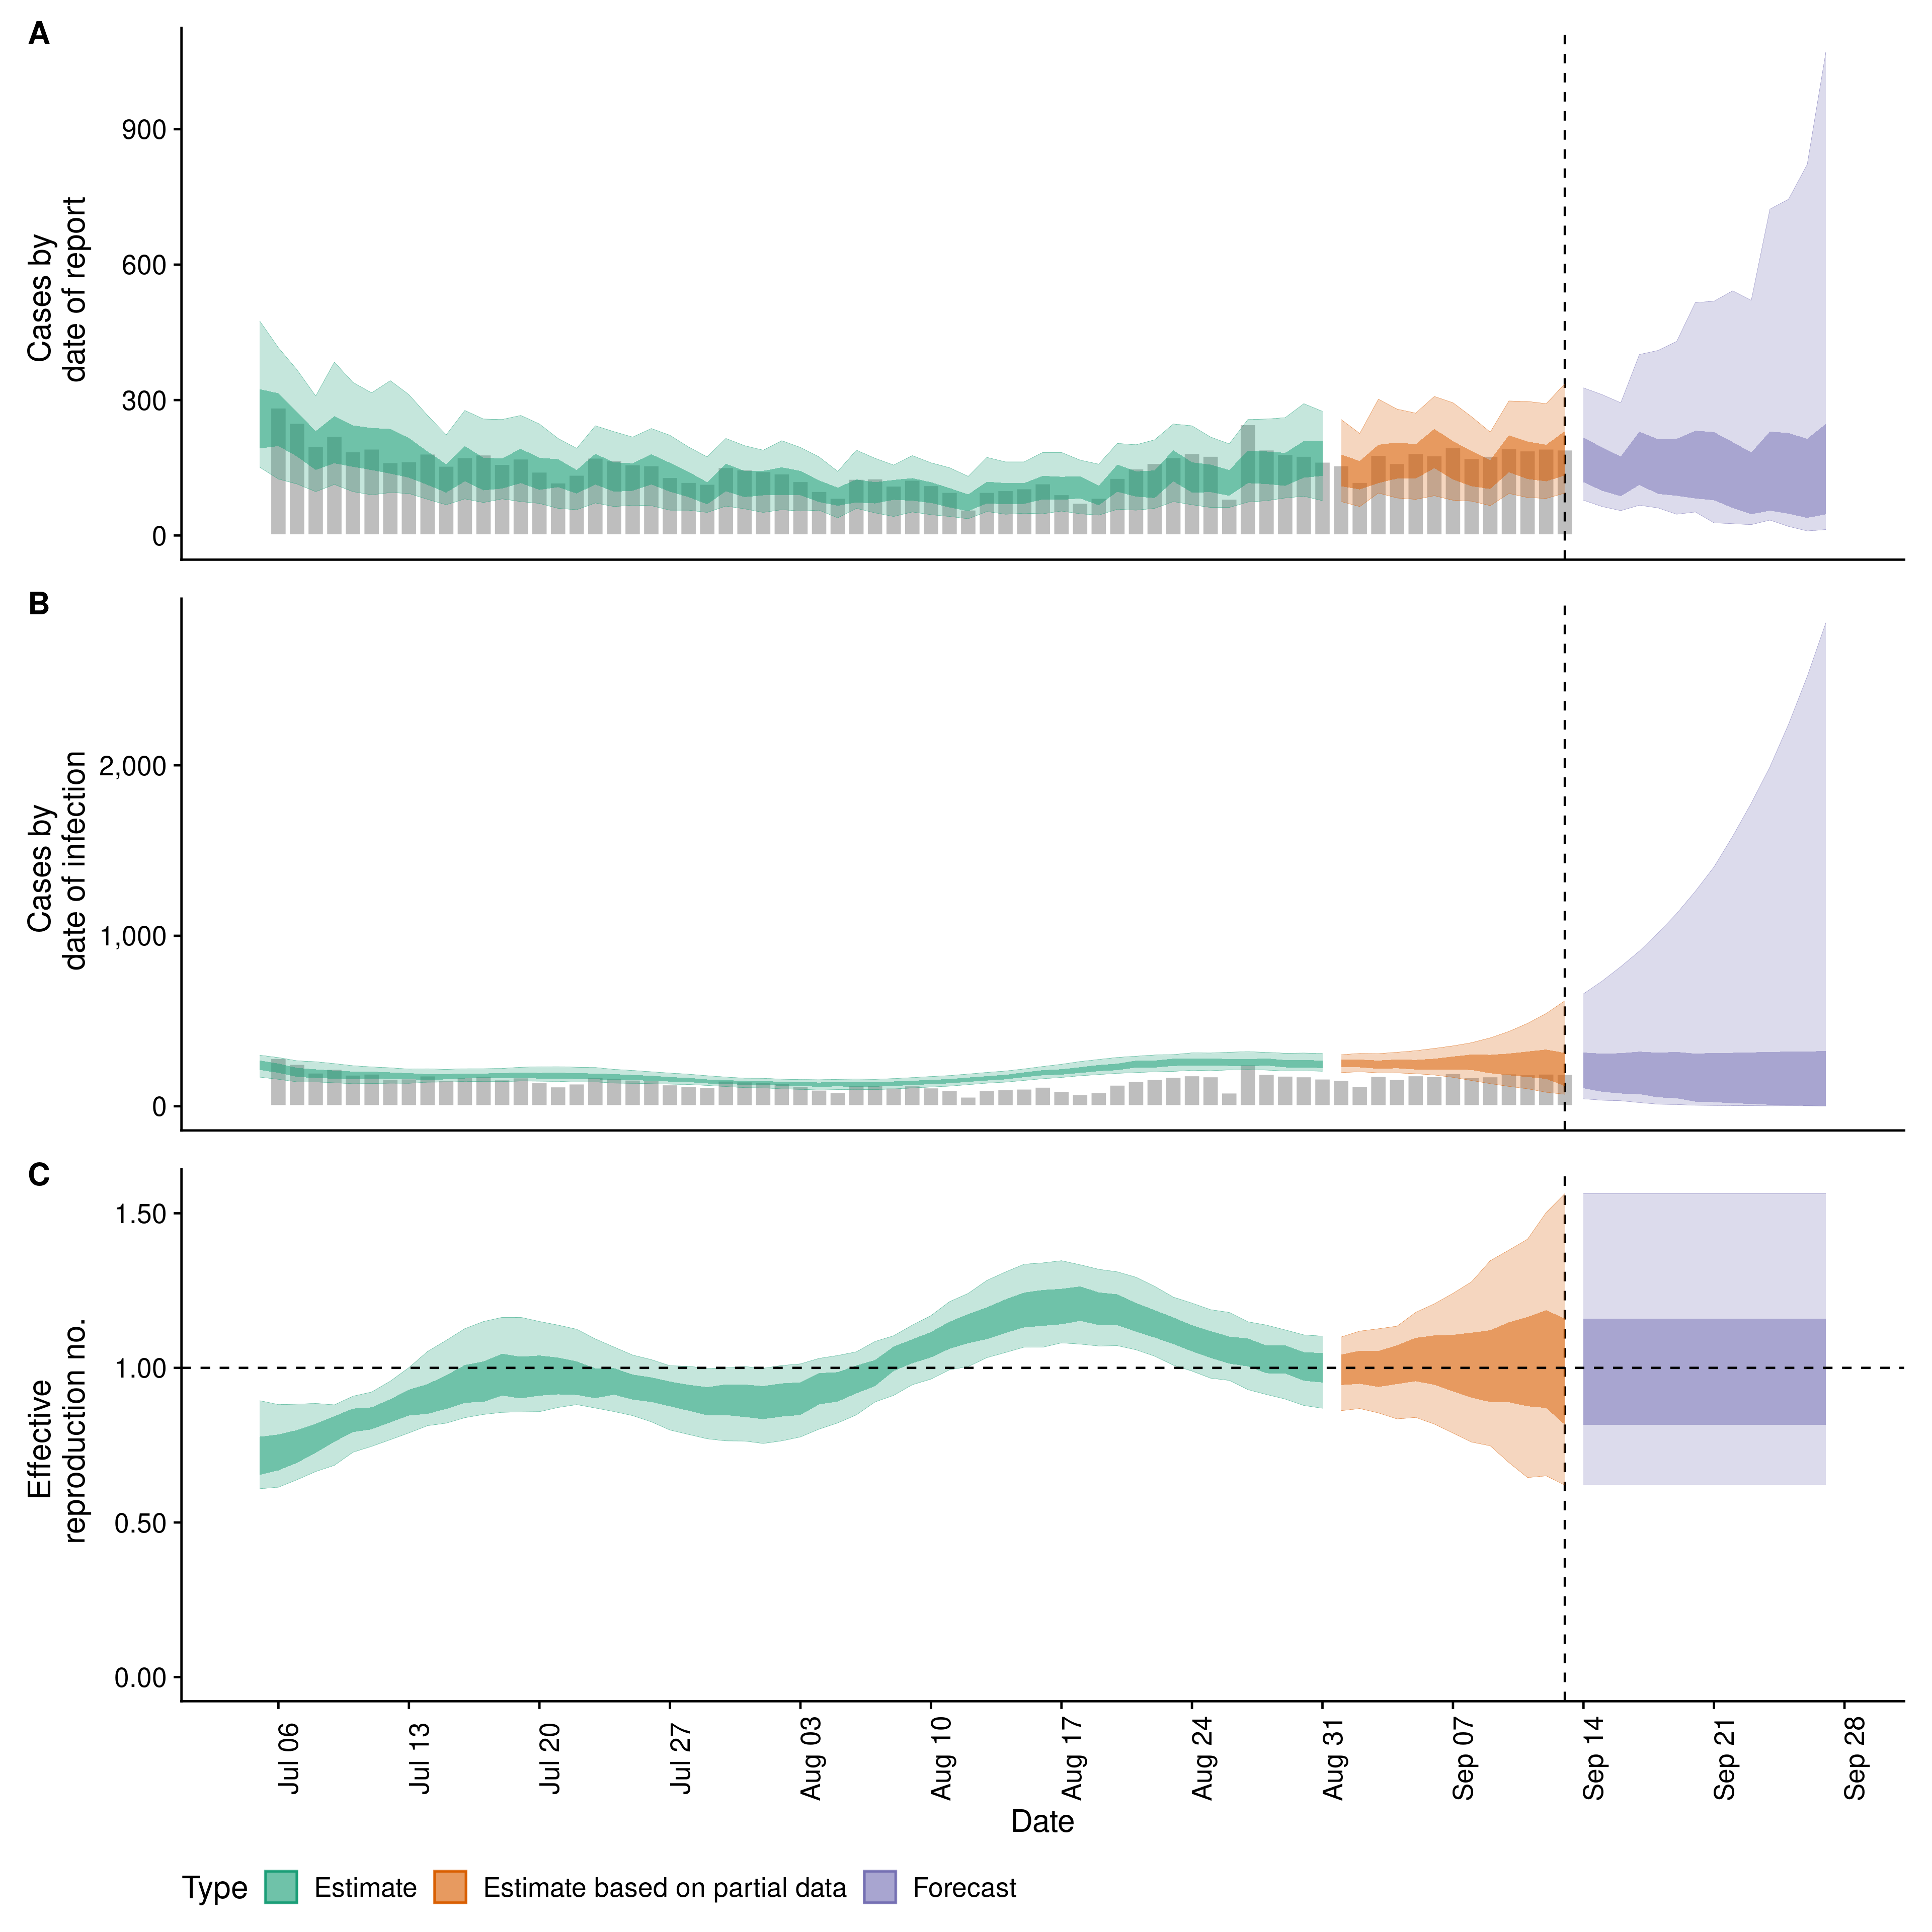 A
Cases by
date of report
900
600
300
0
B
Cases by
date of infection
2,000
1,000
0
C
Effective
reproduction no.
1.50
1.00
0.50
0.00
Jul 06
Jul 13
Jul 20
Jul 27
Aug 03
Aug 10
Aug 17
Aug 24
Aug 31
Sep 07
Sep 14
Sep 21
Sep 28
Date
Type Estimate Estimate based on partial data Forecast